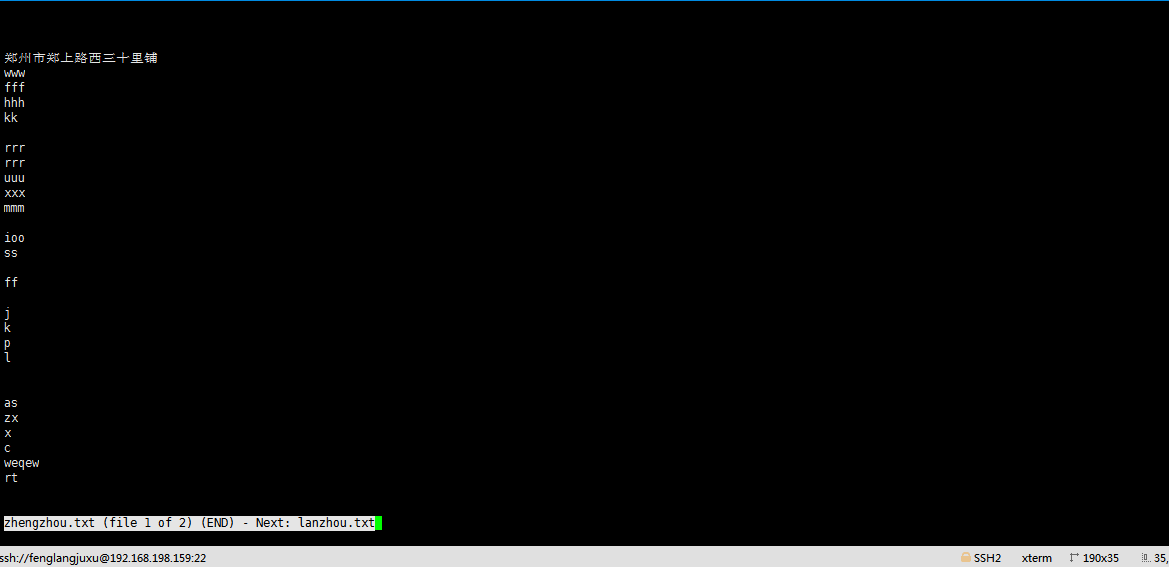 郑州市郑上路西三十里铺
www
fff
hhh
kk
rrr
rrr
uuu
xxx
mmm
ioo
ss
ff
j
k
p
l
as
zx
x
c
weqew
rt
zhengzhou.txt (file 1 of 2) (END) - Next: lanzhou.txt
ssh://fenglangjuxu@192.168.198.159:22 SSH2 xterm 190x35 35,